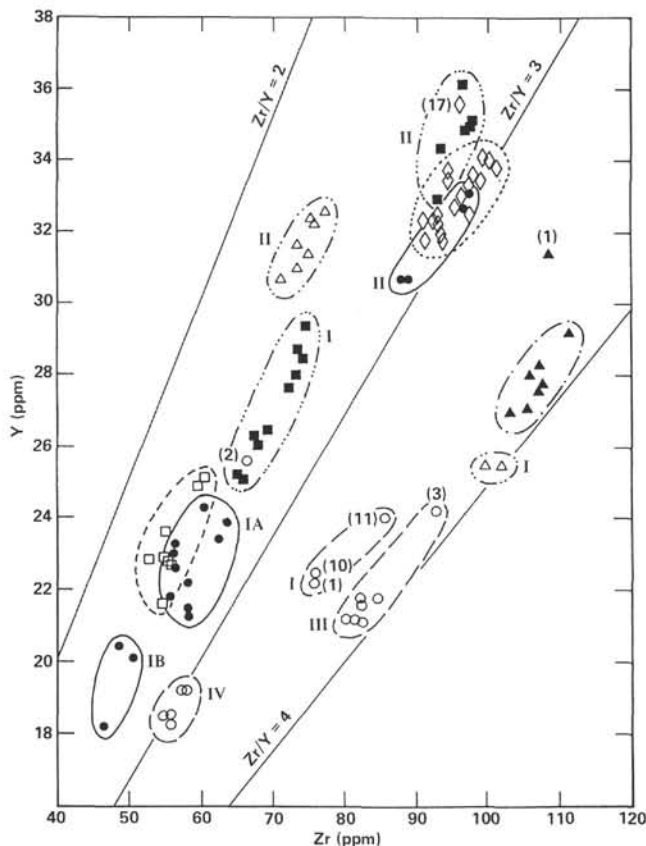 38
36
34
32
30
28
26
24
22
20
18
Y (ppm)
Zr/Y = 2
Zr/Y = 3
(17)
II
II
(1)
II
I
(2)
I
(3)
IA
(11)
(10)
I
(1)
III
IB
IV
Zr/Y = 4
40
50
60
70
80
90
100
110
120
Zr (ppm)